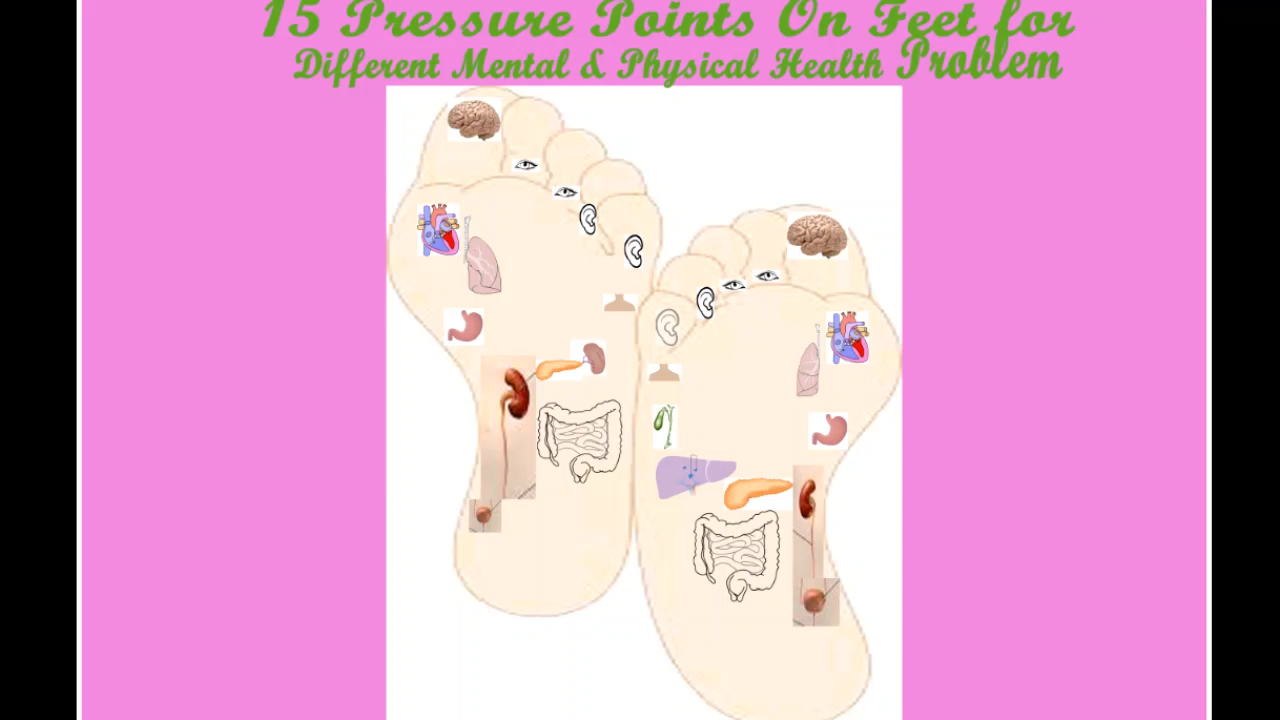 15 Pressure Points On Feet for
Different Mental & Physical Health Problem